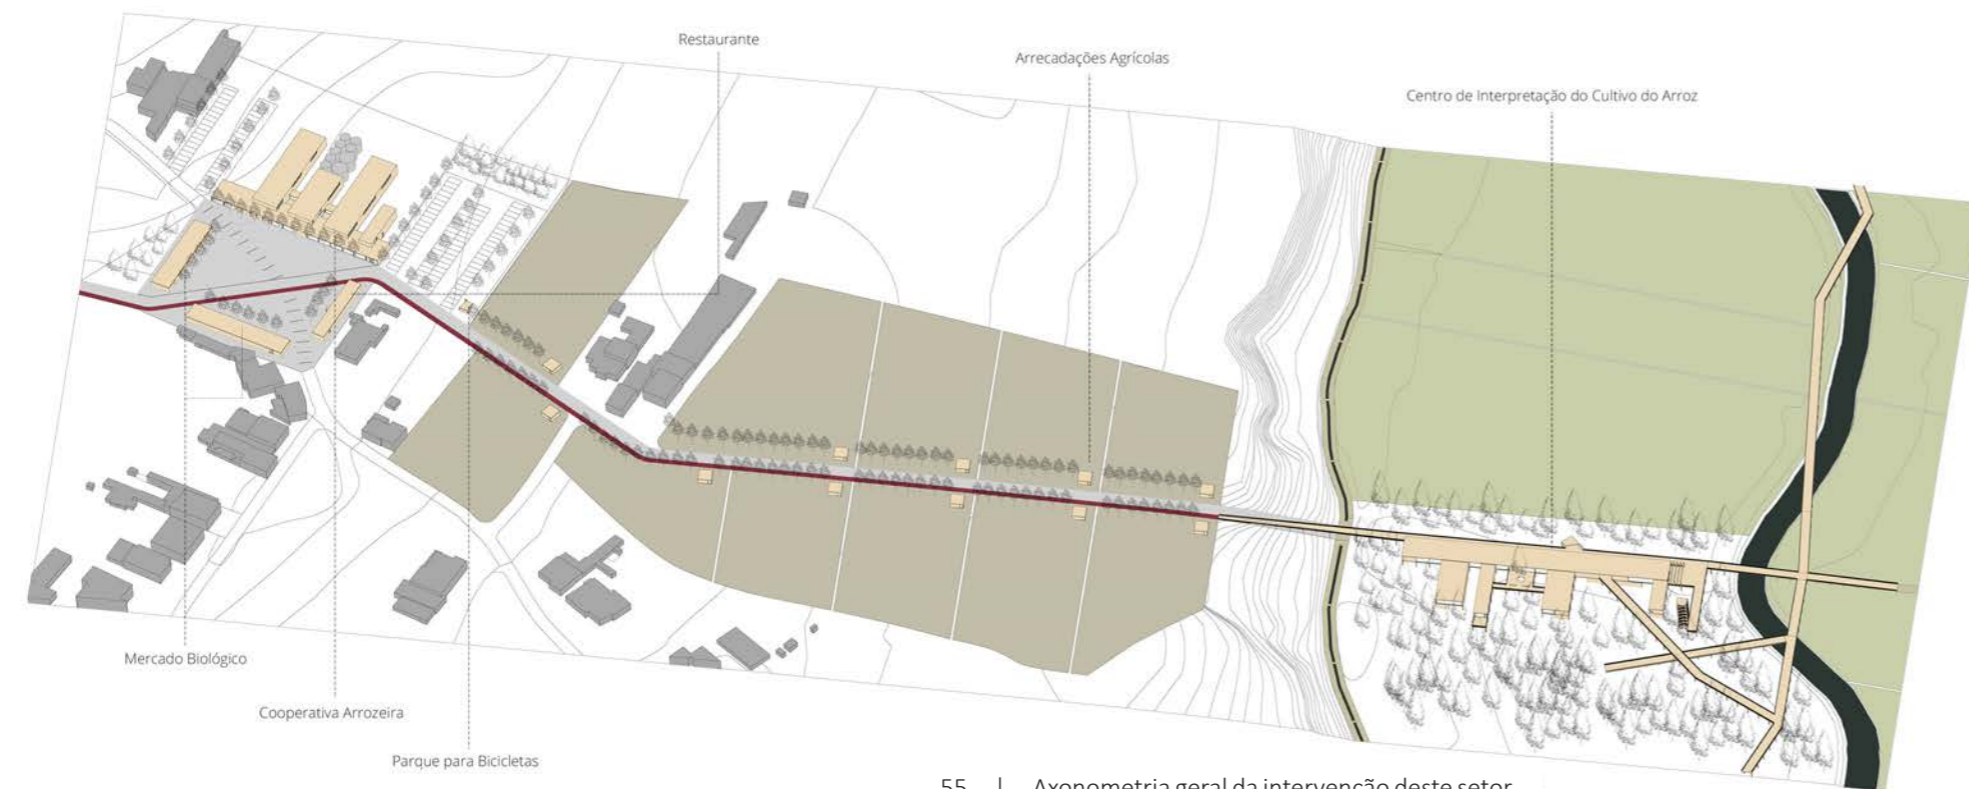 Restaurante
Arrecadações Agrícolas
Centro de Interpretação do Cultivo do Arroz
Mercado Biológico
Cooperativa Arrozeira
Parque para Bicicletas
55 | Axonometria geral da intervenção deste setor